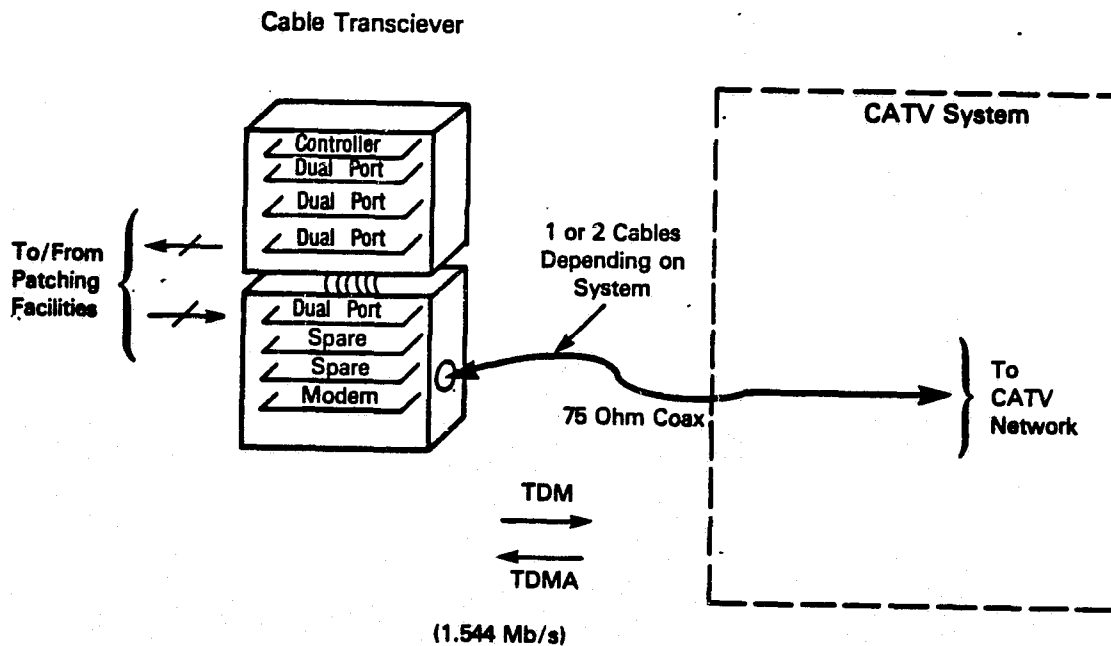 Cable Transciever
CATV System
Controller
Dual Port
Dual Port
Dual Port
To/From
Patching
Facilities
Dual Port
Spare
Spare
Modem
1 or 2 Cables
Depending on
System
75 Ohm Coax
To
CATV
Network
TDM
TDMA
(1.544 Mb/s)